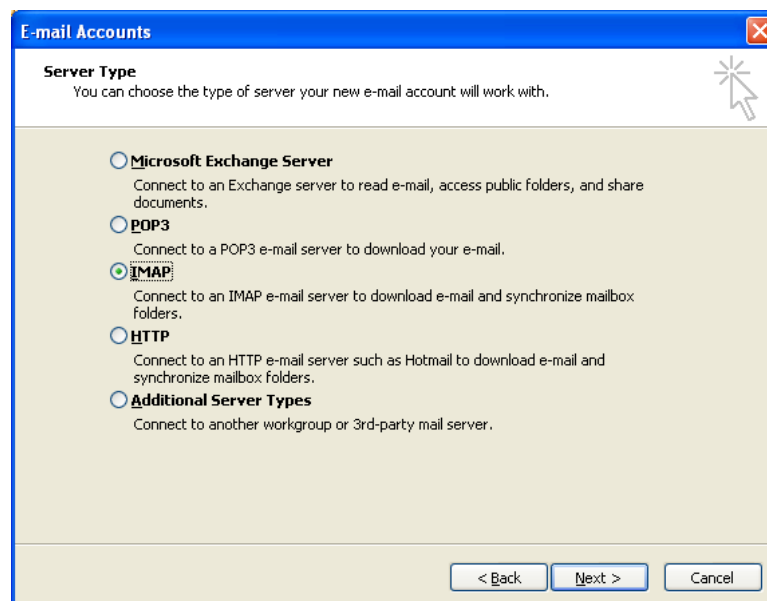 E-mail Accounts
Server Type
You can choose the type of server your new e-mail account will work with.
Microsoft Exchange Server
Connect to an Exchange server to read e-mail, access public folders, and share
documents.
POP3
Connect to a POP3 e-mail server to download your e-mail.
IMAP
Connect to an IMAP e-mail server to download e-mail and synchronize mailbox
folders.
HTTP
Connect to an HTTP e-mail server such as Hotmail to download e-mail and
synchronize mailbox folders.
Additional Server Types
Connect to another workgroup or 3rd-party mail server.
< Back Next > Cancel